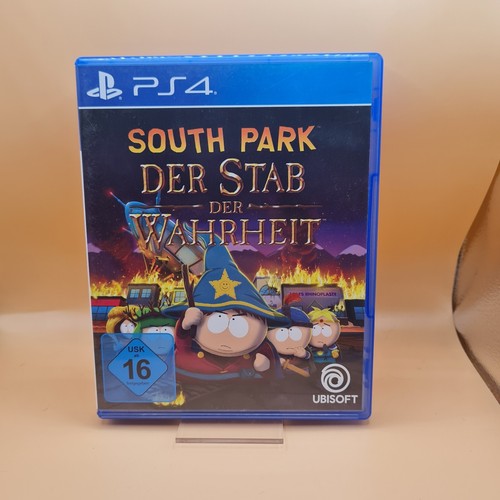 PS4
SOUTH PARK
DER STAB
DER
WAHRHEIT
USK
16
UBISOFT